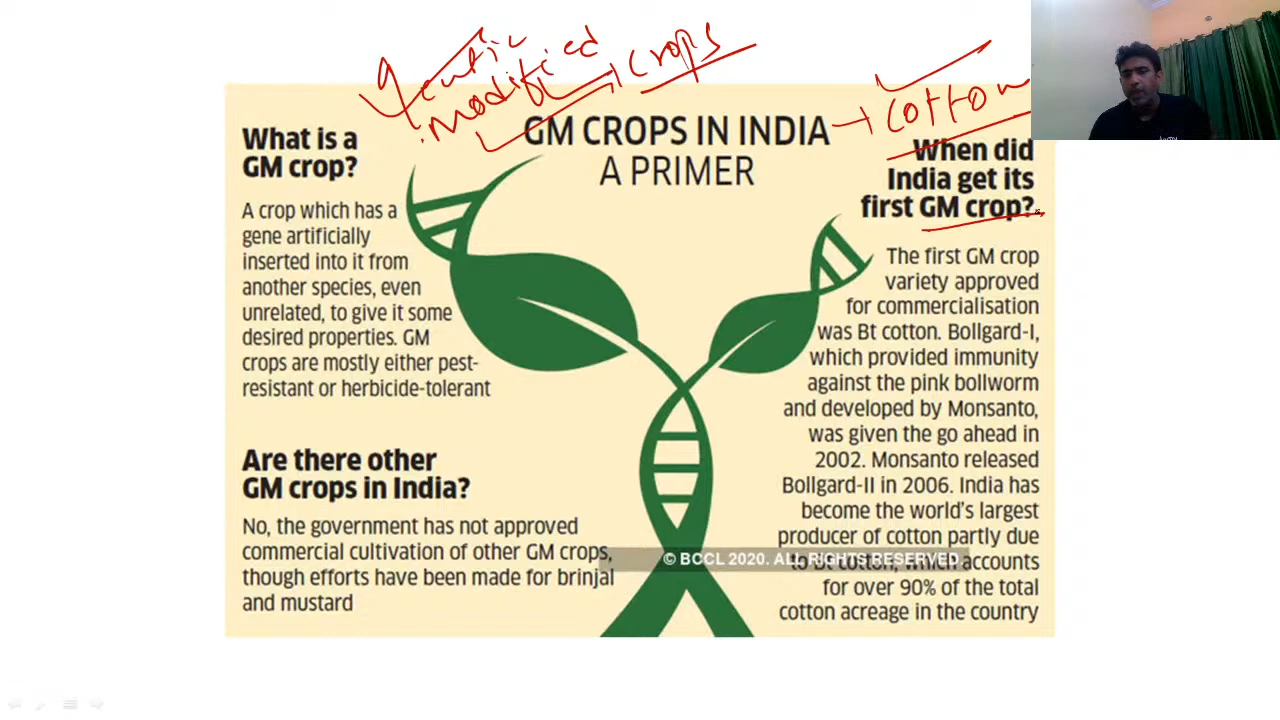 Genetic
modified crops
→ cotton
GM CROPS IN INDIA
A PRIMER
What is a
GM crop?
A crop which has a
gene artificially
inserted into it from
another species, even
unrelated, to give it some
desired properties. GM
crops are mostly either pest-
resistant or herbicide-tolerant
Are there other
GM crops in India?
No, the government has not approved
commercial cultivation of other GM crops,
though efforts have been made for brinjal
and mustard
When did
India get its
first GM crop?
The first GM crop
variety approved
for commercialisation
was Bt cotton. Bollgard-I,
which provided immunity
against the pink bollworm
and developed by Monsanto,
was given the go ahead in
2002. Monsanto released
Bollgard-II in 2006. India has
become the world's largest
producer of cotton partly due
to Bt cotton, which accounts
for over 90% of the total
cotton acreage in the country
© BCCL 2020. ALL RIGHTS RESERVED